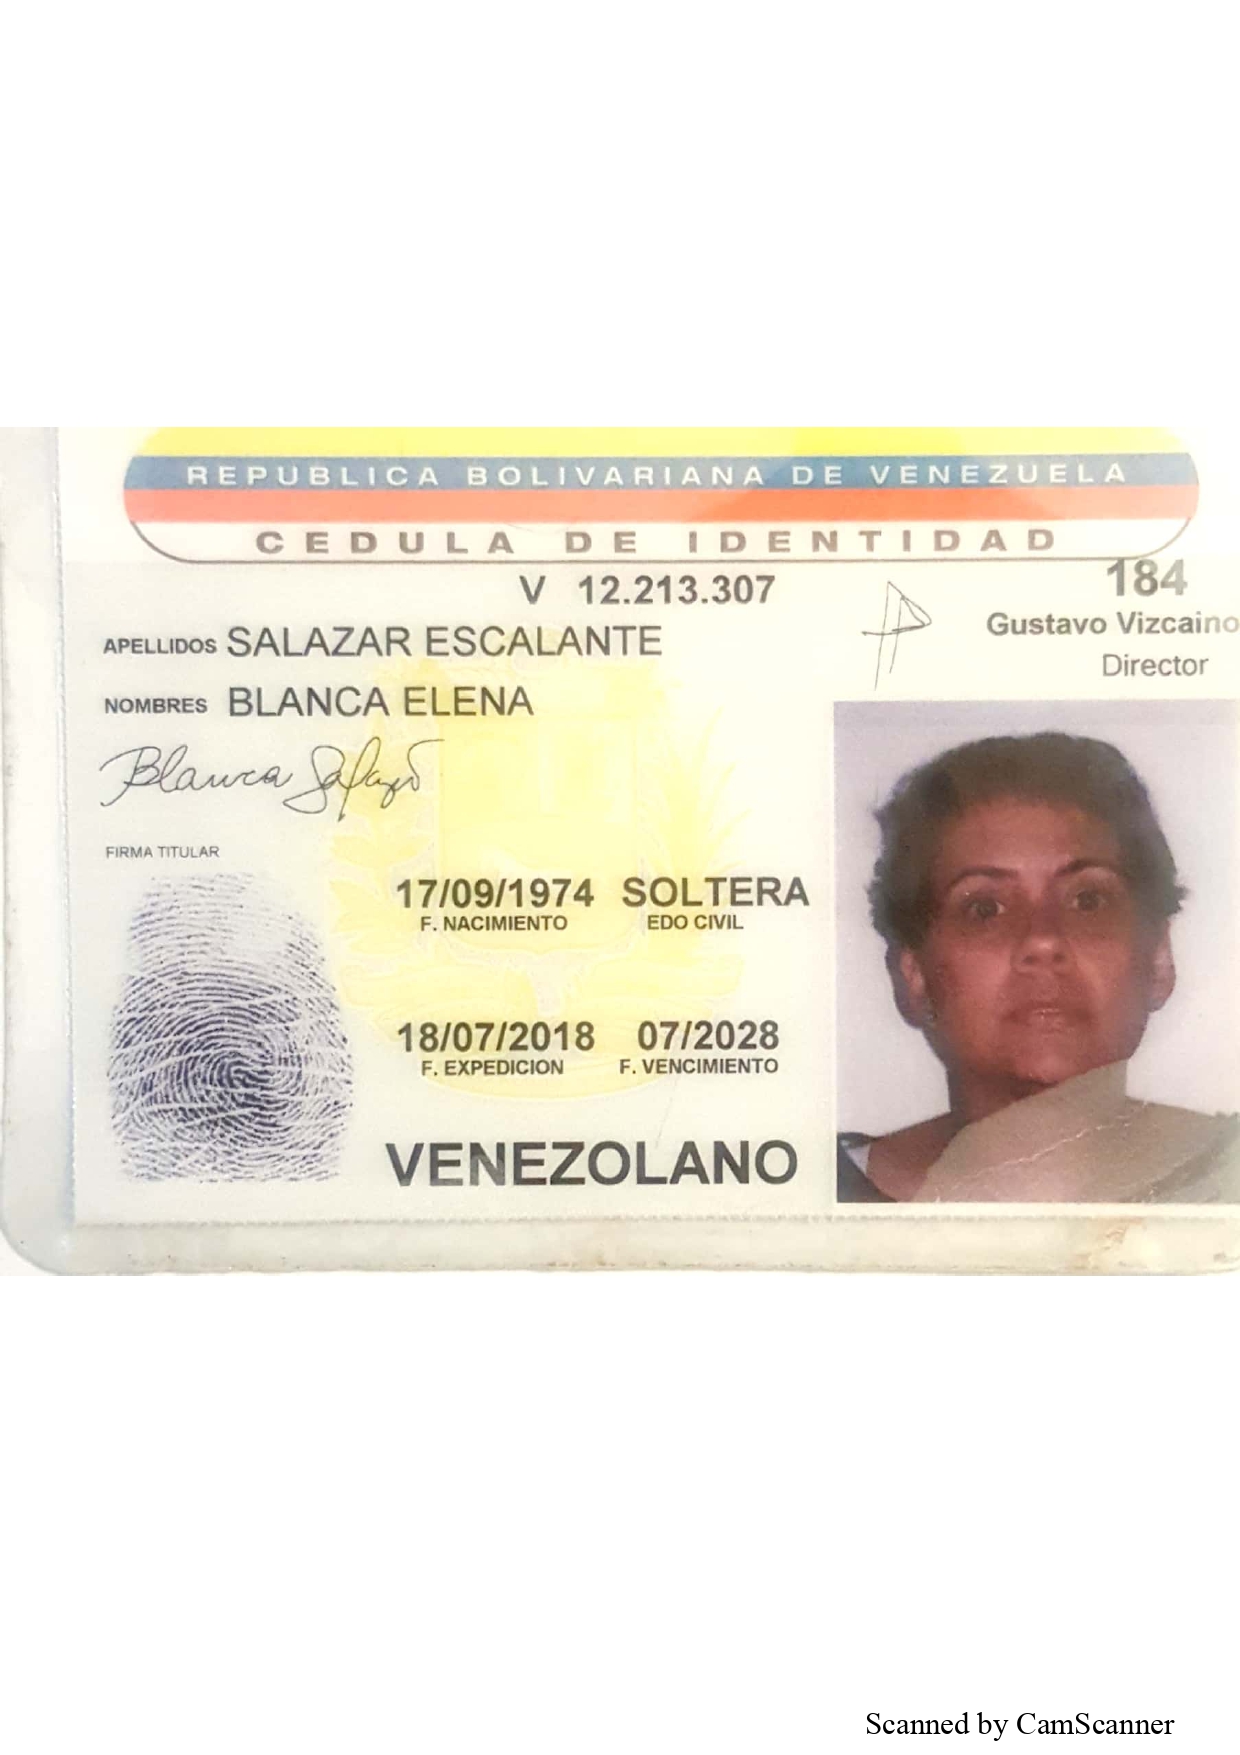 REPUBLICA BOLIVARIANA DE VENEZUELA
CEDULA DE IDENTIDAD
V 12.213.307
184
Gustavo Vizcaino
Director
APELLIDOS SALAZAR ESCALANTE
NOMBRES BLANCA ELENA
Blanca Salazar
FIRMA TITULAR
17/09/1974 SOLTERA
F. NACIMIENTO EDO CIVIL
18/07/2018 07/2028
F. EXPEDICION F. VENCIMIENTO
VENEZOLANO
Scanned by CamScanner